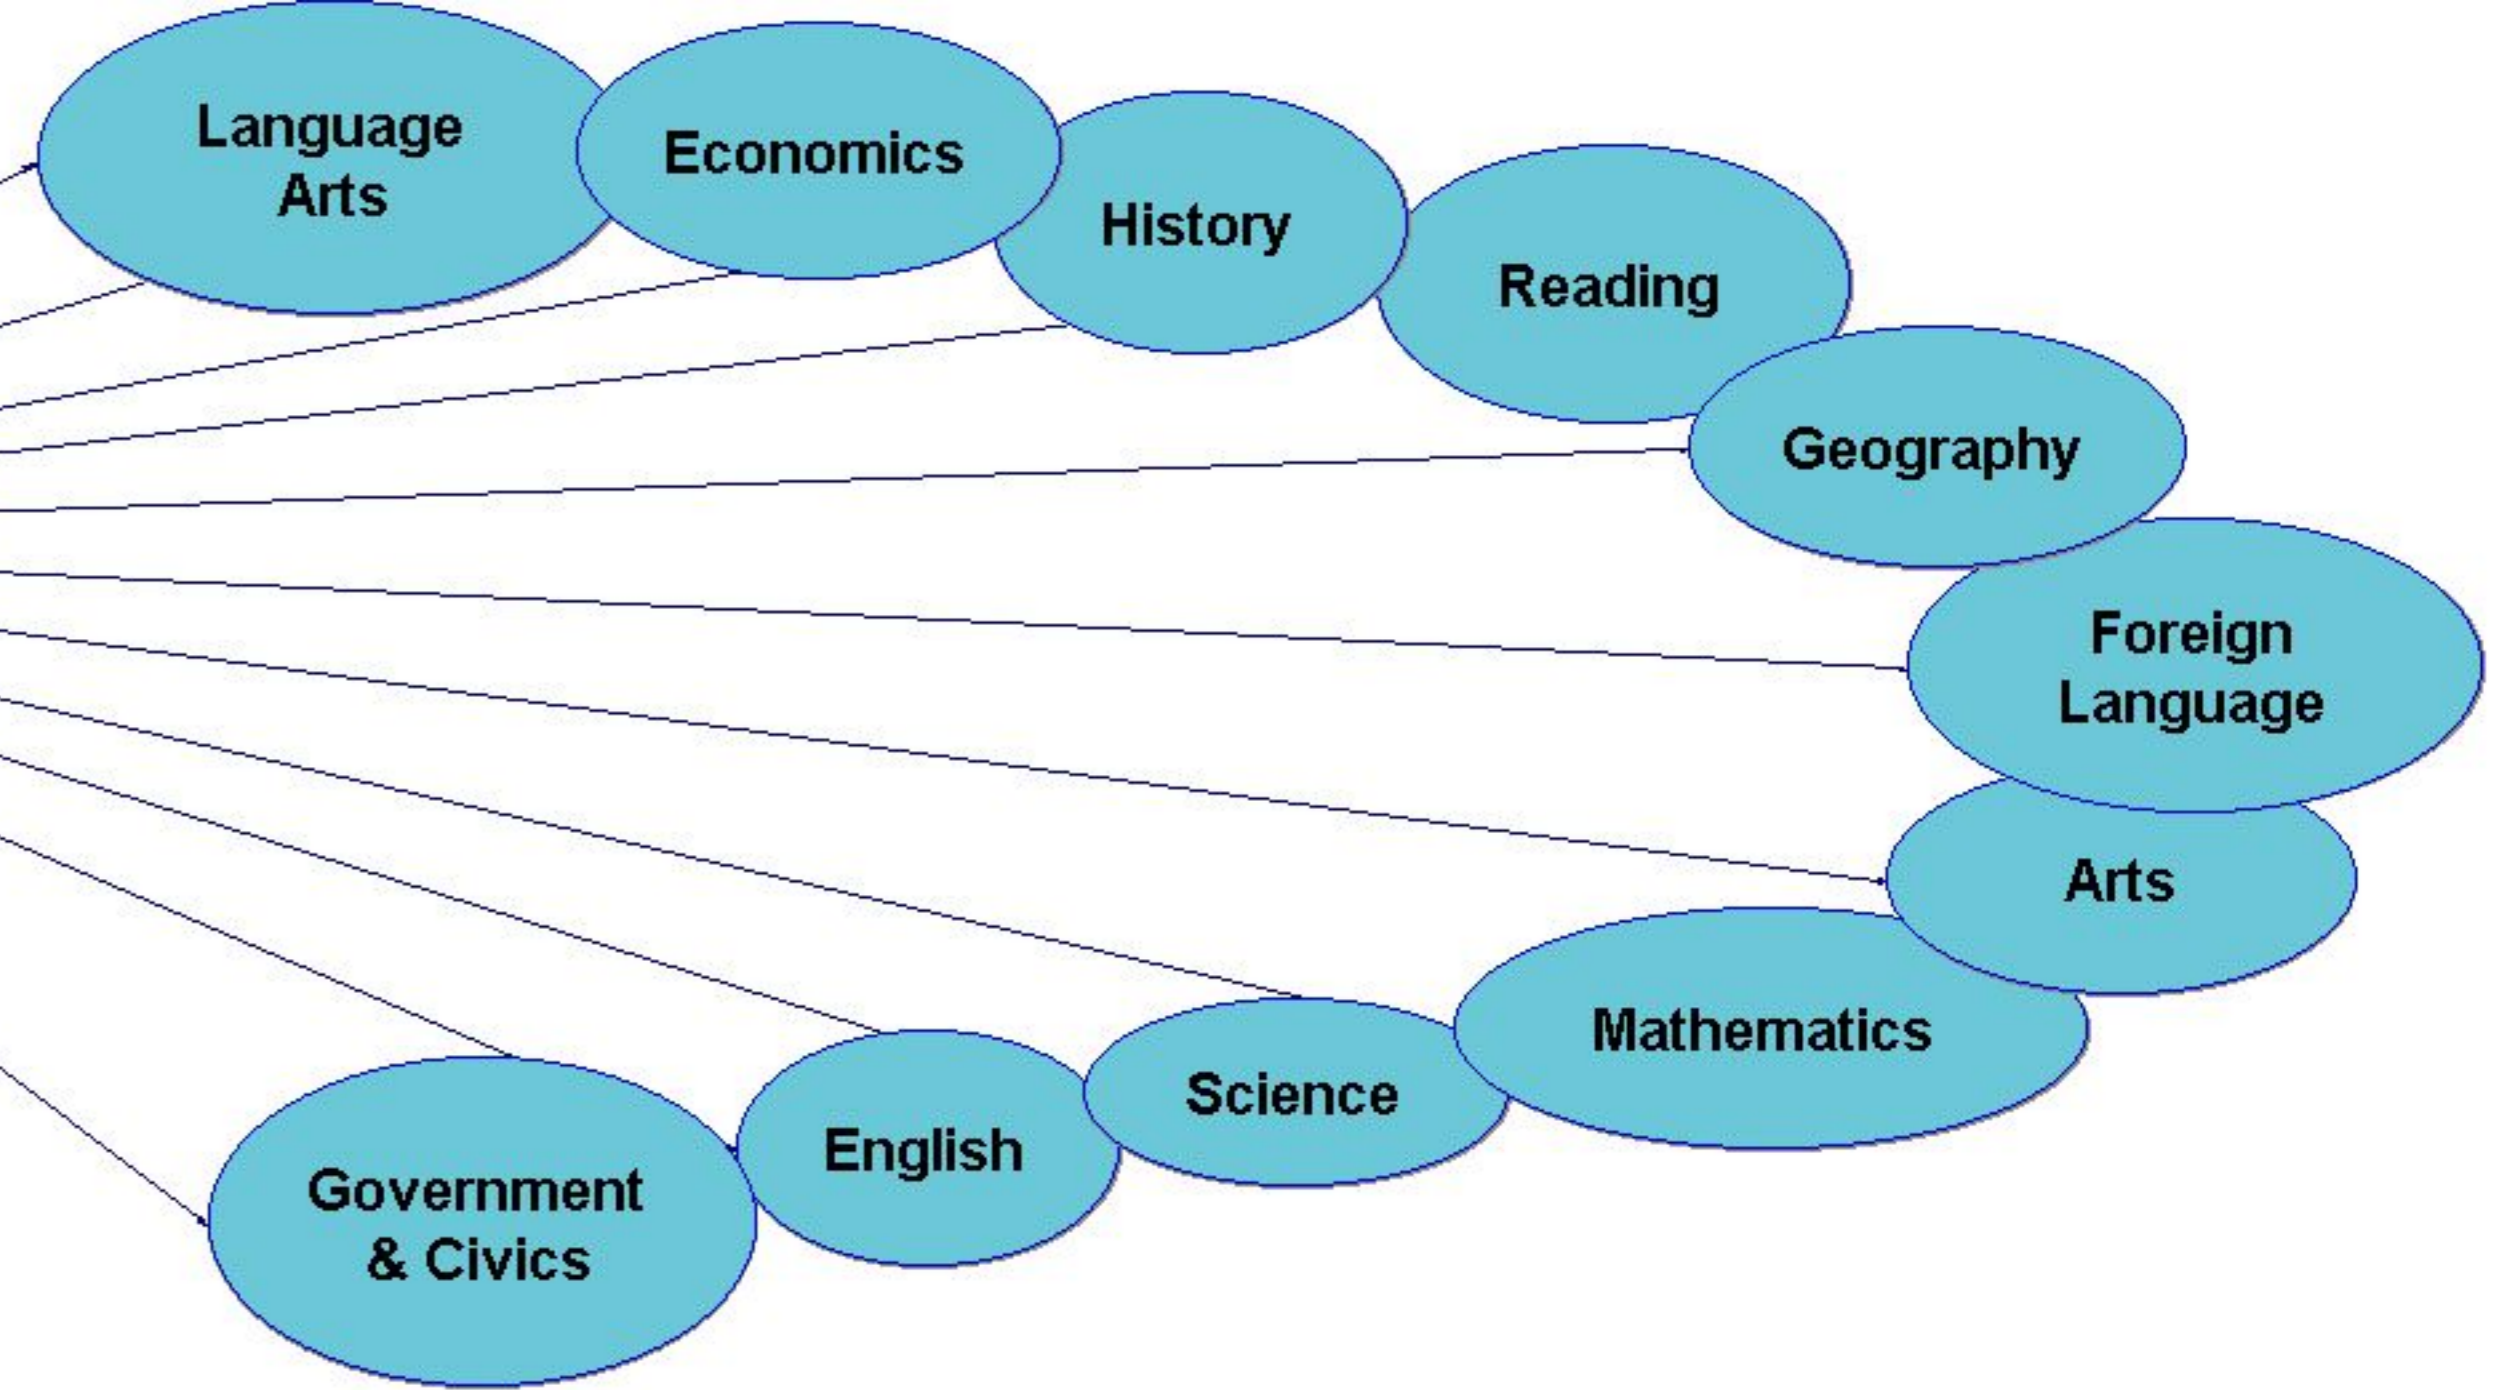 Language
Arts
Economics
History
Reading
Geography
Foreign
Language
Arts
Mathematics
Science
English
Government
& Civics